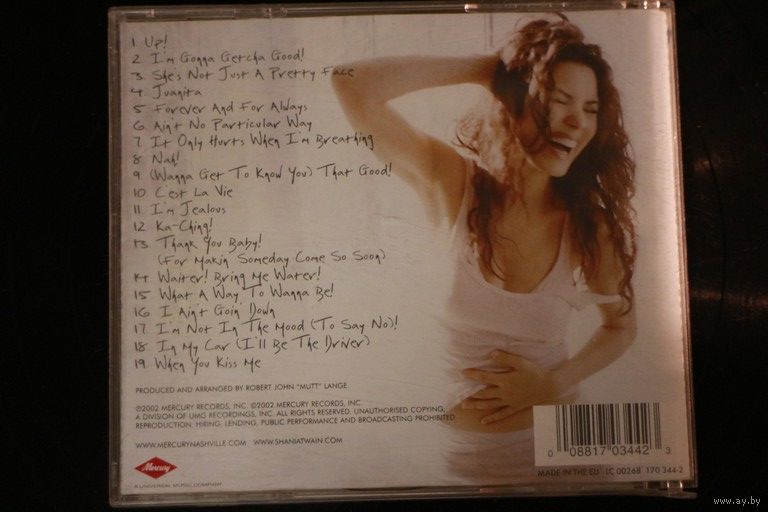 1 Up!
2 I'm Gonna Getcha Good!
3 She's Not Just A Pretty Face
4 Juanita
5 Forever And For Always
6 Ain't No Particular Way
7 It Only Hurts When I'm Breathing
8 Nah!
9 (Wanna Get To Know You) That Good!
10 C'est La Vie
11 I'm Jealous
12 Ka-Ching!
13 Thank You Baby!
(For Makin' Someday Come So Soon)
14 Waiter! Bring Me Water!
15 What A Way To Wanna Be!
16 I Ain't Goin' Down
17 I'm Not In The Mood (To Say No)!
18 In My Car (I'll Be The Driver)
19 When You Kiss Me
PRODUCED AND ARRANGED BY ROBERT JOHN "MUTT" LANGE.
℗2002 MERCURY RECORDS, INC. ©2002 MERCURY RECORDS, INC.
A DIVISION OF UMG RECORDINGS, INC. ALL RIGHTS RESERVED. UNAUTHORISED COPYING,
REPRODUCTION, HIRING, LENDING, PUBLIC PERFORMANCE AND BROADCASTING PROHIBITED.
WWW.MERCURYNASHVILLE.COM WWW.SHANIATWAIN.COM
Mercury
A UNIVERSAL MUSIC COMPANY
0 08817 03442 3
MADE IN THE EU LC 00268 170 344-2
www.ay.by